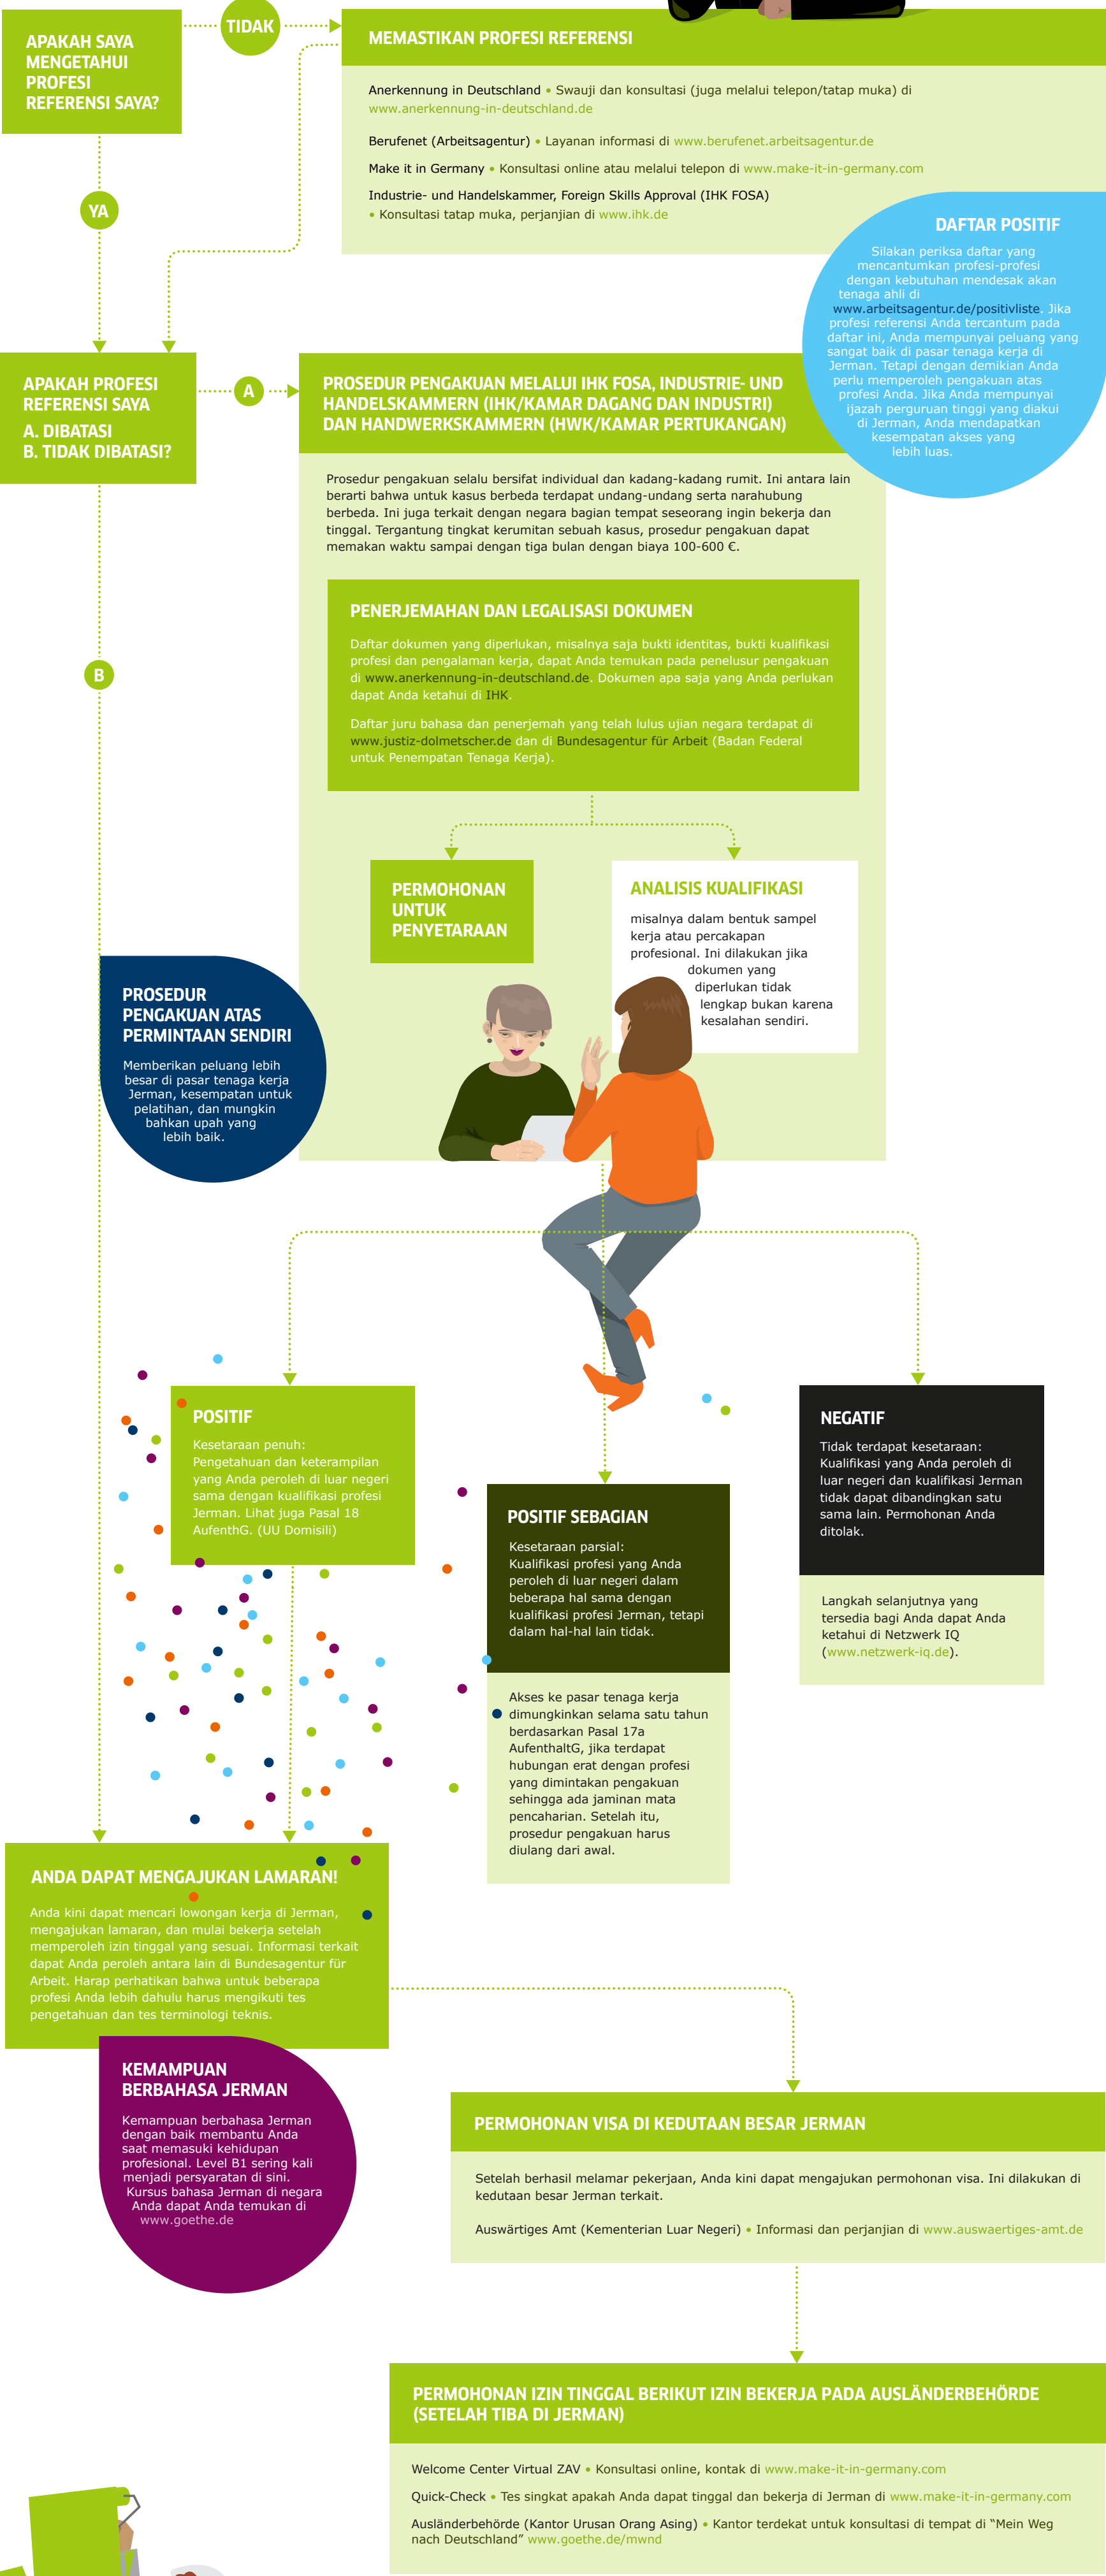 APAKAH SAYA
MENGETAHUI
PROFESI
REFERENSI SAYA?
TIDAK
YA
MEMASTIKAN PROFESI REFERENSI
Anerkennung in Deutschland • Swauji dan konsultasi (juga melalui telepon/tatap muka) di
www.anerkennung-in-deutschland.de
Berufenet (Arbeitsagentur) • Layanan informasi di www.berufenet.arbeitsagentur.de
Make it in Germany • Konsultasi online atau melalui telepon di www.make-it-in-germany.com
Industrie- und Handelskammer, Foreign Skills Approval (IHK FOSA)
• Konsultasi tatap muka, perjanjian di www.ihk.de
DAFTAR POSITIF
Silakan periksa daftar yang
mencantumkan profesi-profesi
dengan kebutuhan mendesak akan
tenaga ahli di
www.arbeitsagentur.de/positivliste. Jika
profesi referensi Anda tercantum pada
daftar ini, Anda mempunyai peluang yang
sangat baik di pasar tenaga kerja di
Jerman. Tetapi dengan demikian Anda
perlu memperoleh pengakuan atas
profesi Anda. Jika Anda mempunyai
ijazah perguruan tinggi yang diakui
di Jerman, Anda mendapatkan
kesempatan akses yang
lebih luas.
APAKAH PROFESI
REFERENSI SAYA
A. DIBATASI
B. TIDAK DIBATASI?
A
B
PROSEDUR PENGAKUAN MELALUI IHK FOSA, INDUSTRIE- UND
HANDELSKAMMERN (IHK/KAMAR DAGANG DAN INDUSTRI)
DAN HANDWERKSKAMMERN (HWK/KAMAR PERTUKANGAN)
Prosedur pengakuan selalu bersifat individual dan kadang-kadang rumit. Ini antara lain
berarti bahwa untuk kasus berbeda terdapat undang-undang serta narahubung
berbeda. Ini juga terkait dengan negara bagian tempat seseorang ingin bekerja dan
tinggal. Tergantung tingkat kerumitan sebuah kasus, prosedur pengakuan dapat
memakan waktu sampai dengan tiga bulan dengan biaya 100-600 €.
PENERJEMAHAN DAN LEGALISASI DOKUMEN
Daftar dokumen yang diperlukan, misalnya saja bukti identitas, bukti kualifikasi
profesi dan pengalaman kerja, dapat Anda temukan pada penelusur pengakuan
di www.anerkennung-in-deutschland.de. Dokumen apa saja yang Anda perlukan
dapat Anda ketahui di IHK.
Daftar juru bahasa dan penerjemah yang telah lulus ujian negara terdapat di
www.justiz-dolmetscher.de dan di Bundesagentur für Arbeit (Badan Federal
untuk Penempatan Tenaga Kerja).
PERMOHONAN
UNTUK
PENYETARAAN
ANALISIS KUALIFIKASI
misalnya dalam bentuk sampel
kerja atau percakapan
profesional. Ini dilakukan jika
dokumen yang
diperlukan tidak
lengkap bukan karena
kesalahan sendiri.
PROSEDUR
PENGAKUAN ATAS
PERMINTAAN SENDIRI
Memberikan peluang lebih
besar di pasar tenaga kerja
Jerman, kesempatan untuk
pelatihan, dan mungkin
bahkan upah yang
lebih baik.
POSITIF
Kesetaraan penuh:
Pengetahuan dan keterampilan
yang Anda peroleh di luar negeri
sama dengan kualifikasi profesi
Jerman. Lihat juga Pasal 18
AufenthG. (UU Domisili)
POSITIF SEBAGIAN
Kesetaraan parsial:
Kualifikasi profesi yang Anda
peroleh di luar negeri dalam
beberapa hal sama dengan
kualifikasi profesi Jerman, tetapi
dalam hal-hal lain tidak.
Akses ke pasar tenaga kerja
dimungkinkan selama satu tahun
berdasarkan Pasal 17a
AufenthaltG, jika terdapat
hubungan erat dengan profesi
yang dimintakan pengakuan
sehingga ada jaminan mata
pencaharian. Setelah itu,
prosedur pengakuan harus
diulang dari awal.
NEGATIF
Tidak terdapat kesetaraan:
Kualifikasi yang Anda peroleh di
luar negeri dan kualifikasi Jerman
tidak dapat dibandingkan satu
sama lain. Permohonan Anda
ditolak.
Langkah selanjutnya yang
tersedia bagi Anda dapat Anda
ketahui di Netzwerk IQ
(www.netzwerk-iq.de).
ANDA DAPAT MENGAJUKAN LAMARAN!
Anda kini dapat mencari lowongan kerja di Jerman,
mengajukan lamaran, dan mulai bekerja setelah
memperoleh izin tinggal yang sesuai. Informasi terkait
dapat Anda peroleh antara lain di Bundesagentur für
Arbeit. Harap perhatikan bahwa untuk beberapa
profesi Anda lebih dahulu harus mengikuti tes
pengetahuan dan tes terminologi teknis.
KEMAMPUAN
BERBAHASA JERMAN
Kemampuan berbahasa Jerman
dengan baik membantu Anda
saat memasuki kehidupan
profesional. Level B1 sering kali
menjadi persyaratan di sini.
Kursus bahasa Jerman di negara
Anda dapat Anda temukan di
www.goethe.de
PERMOHONAN VISA DI KEDUTAAN BESAR JERMAN
Setelah berhasil melamar pekerjaan, Anda kini dapat mengajukan permohonan visa. Ini dilakukan di
kedutaan besar Jerman terkait.
Auswärtiges Amt (Kementerian Luar Negeri) • Informasi dan perjanjian di www.auswaertiges-amt.de
PERMOHONAN IZIN TINGGAL BERIKUT IZIN BEKERJA PADA AUSLÄNDERBEHÖRDE
(SETELAH TIBA DI JERMAN)
Welcome Center Virtual ZAV • Konsultasi online, kontak di www.make-it-in-germany.com
Quick-Check • Tes singkat apakah Anda dapat tinggal dan bekerja di Jerman di www.make-it-in-germany.com
Ausländerbehörde (Kantor Urusan Orang Asing) • Kantor terdekat untuk konsultasi di tempat di “Mein Weg
nach Deutschland” www.goethe.de/mwnd